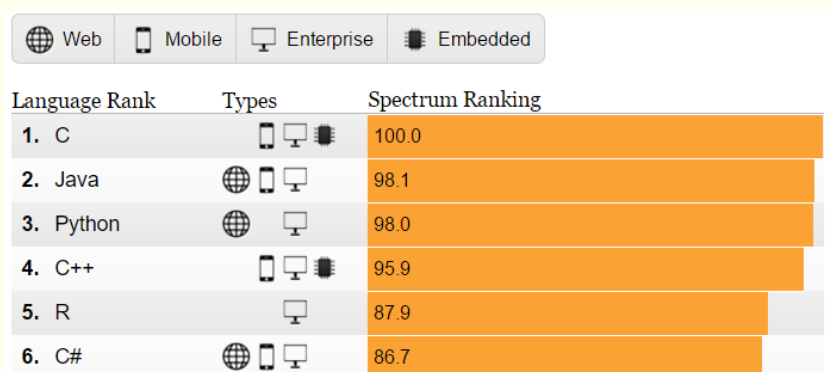 Web Mobile Enterprise Embedded
Language Rank Types Spectrum Ranking
1. C 100.0
2. Java 98.1
3. Python 98.0
4. C++ 95.9
5. R 87.9
6. C# 86.7